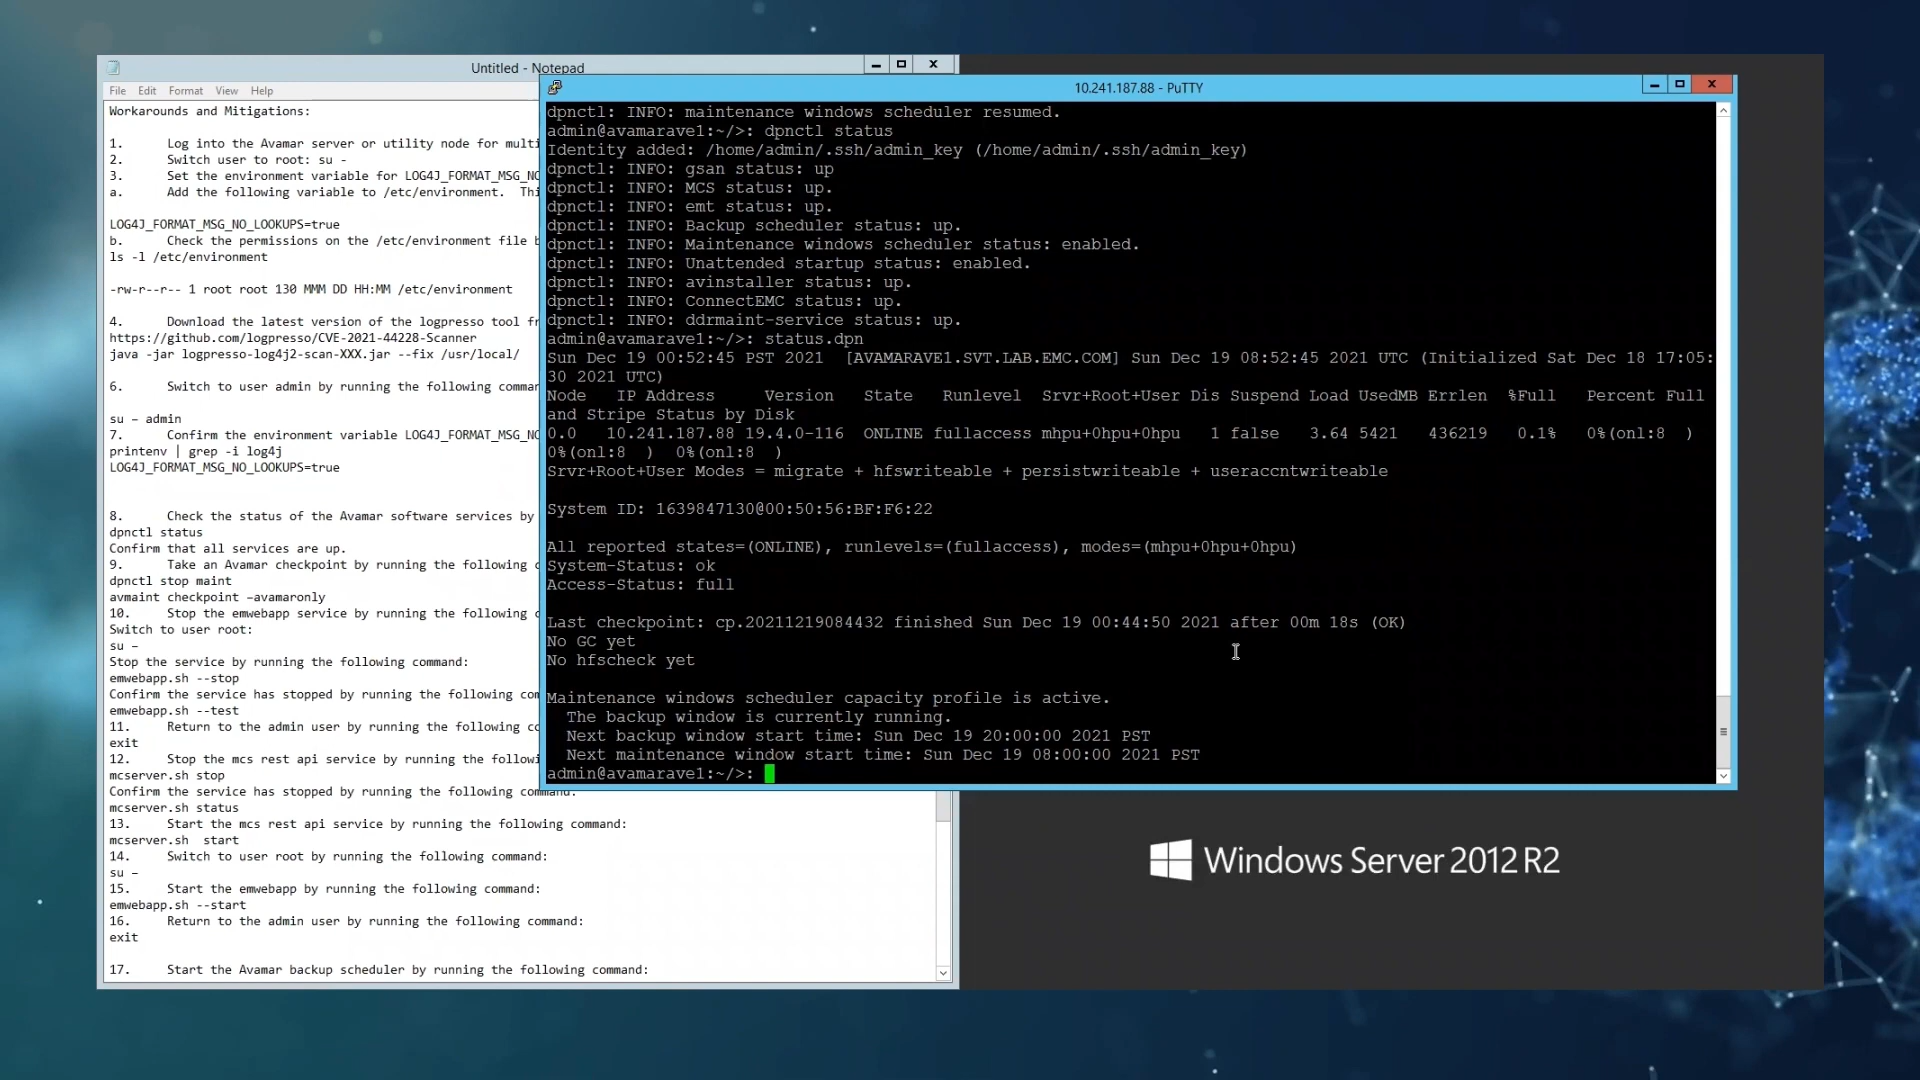 Untitled - Notepad
File Edit Format View Help
Workarounds and Mitigations:
1. Log into the Avamar server or utility node for multi
2. Switch user to root: su -
3. Set the environment variable for LOG4J_FORMAT_MSG_NO
a. Add the following variable to /etc/environment. Thi
LOG4J_FORMAT_MSG_NO_LOOKUPS=true
b. Check the permissions on the /etc/environment file b
ls -l /etc/environment
-rw-r--r-- 1 root root 130 MMM DD HH:MM /etc/environment
4. Download the latest version of the logpresso tool fr
https://github.com/logpresso/CVE-2021-44228-Scanner
java -jar logpresso-log4j2-scan-XXX.jar --fix /usr/local/
6. Switch to user admin by running the following comman
su – admin
7. Confirm the environment variable LOG4J_FORMAT_MSG_NO
printenv | grep -i log4j
LOG4J_FORMAT_MSG_NO_LOOKUPS=true
8. Check the status of the Avamar software services by
dpnctl status
Confirm that all services are up.
9. Take an Avamar checkpoint by running the following c
dpnctl stop maint
avmaint checkpoint –avamaronly
10. Stop the emwebapp service by running the following c
Switch to user root:
su –
Stop the service by running the following command:
emwebapp.sh --stop
Confirm the service has stopped by running the following com
emwebapp.sh --test
11. Return to the admin user by running the following co
exit
12. Stop the mcs rest api service by running the followi
mcserver.sh stop
Confirm the service has stopped by running the following command:
mcserver.sh status
13. Start the mcs rest api service by running the following command:
mcserver.sh start
14. Switch to user root by running the following command:
su –
15. Start the emwebapp by running the following command:
emwebapp.sh --start
16. Return to the admin user by running the following command:
exit
17. Start the Avamar backup scheduler by running the following command:
10.241.187.88 - PuTTY
dpnctl: INFO: maintenance windows scheduler resumed.
admin@avamarave1:~/>: dpnctl status
Identity added: /home/admin/.ssh/admin_key (/home/admin/.ssh/admin_key)
dpnctl: INFO: gsan status: up
dpnctl: INFO: MCS status: up.
dpnctl: INFO: emt status: up.
dpnctl: INFO: Backup scheduler status: up.
dpnctl: INFO: Maintenance windows scheduler status: enabled.
dpnctl: INFO: Unattended startup status: enabled.
dpnctl: INFO: avinstaller status: up.
dpnctl: INFO: ConnectEMC status: up.
dpnctl: INFO: ddrmaint-service status: up.
admin@avamarave1:~/>: status.dpn
Sun Dec 19 00:52:45 PST 2021 [AVAMARAVE1.SVT.LAB.EMC.COM] Sun Dec 19 08:52:45 2021 UTC (Initialized Sat Dec 18 17:05:
30 2021 UTC)
Node IP Address Version State Runlevel Srvr+Root+User Dis Suspend Load UsedMB Errlen %Full Percent Full
and Stripe Status by Disk
0.0 10.241.187.88 19.4.0-116 ONLINE fullaccess mhpu+0hpu+0hpu 1 false 3.64 5421 436219 0.1% 0%(onl:8 )
0%(onl:8 ) 0%(onl:8 )
Srvr+Root+User Modes = migrate + hfswriteable + persistwriteable + useraccntwriteable
System ID: 1639847130@00:50:56:BF:F6:22
All reported states=(ONLINE), runlevels=(fullaccess), modes=(mhpu+0hpu+0hpu)
System-Status: ok
Access-Status: full
Last checkpoint: cp.20211219084432 finished Sun Dec 19 00:44:50 2021 after 00m 18s (OK)
No GC yet
No hfscheck yet
Maintenance windows scheduler capacity profile is active.
The backup window is currently running.
Next backup window start time: Sun Dec 19 20:00:00 2021 PST
Next maintenance window start time: Sun Dec 19 08:00:00 2021 PST
admin@avamarave1:~/>:
Windows Server 2012 R2